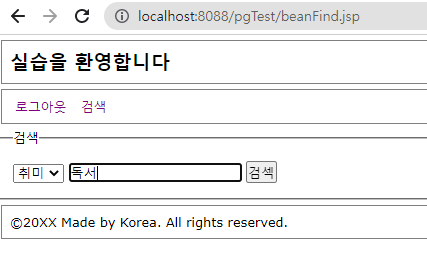 localhost:8088/pgTest/beanFind.jsp
실습을 환영합니다
로그아웃 검색
검색
취미 독서 검섹
©20XX Made by Korea. All rights reserved.